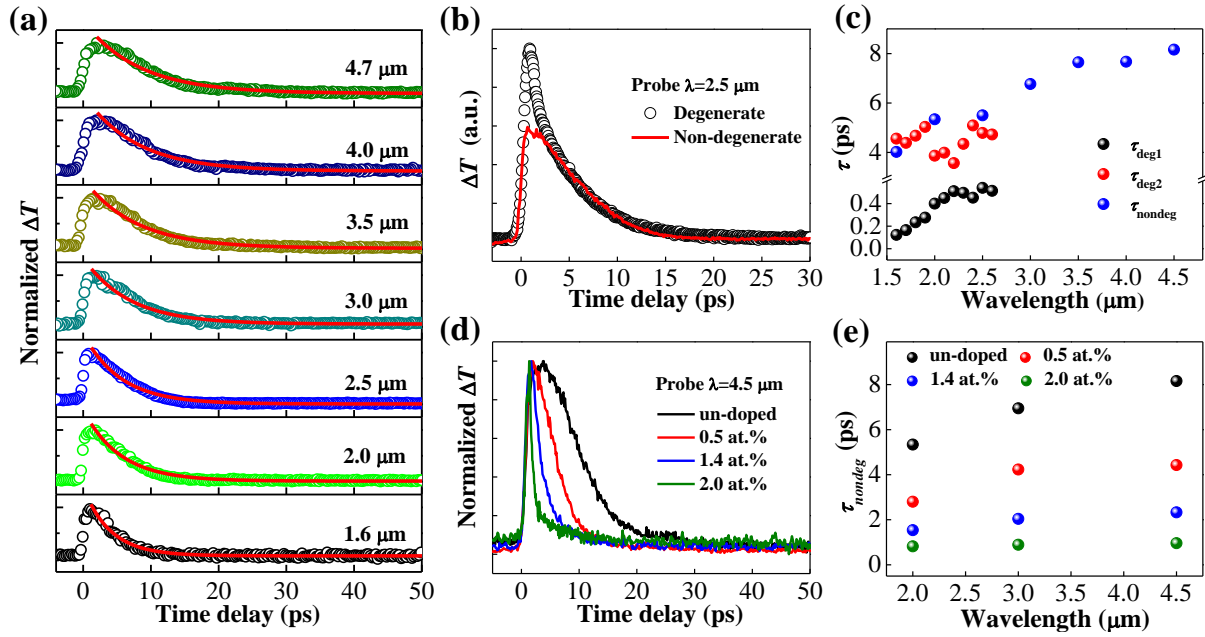 (a)
Normalized ΔT
4.7 μm
4.0 μm
3.5 μm
3.0 μm
2.5 μm
2.0 μm
1.6 μm
0 10 20 30 40 50
Time delay (ps)
(b)
ΔT (a.u.)
Probe λ=2.5 μm
Degenerate
Non-degenerate
0 5 10 15 20 25 30
Time delay (ps)
(c)
τ (ps)
8
6
4
0.4
0.2
0.0
τdeg1
τdeg2
τnondeg
1.5 2.0 2.5 3.0 3.5 4.0 4.5
Wavelength (μm)
(d)
Normalized ΔT
Probe λ=4.5 μm
un-doped
0.5 at.%
1.4 at.%
2.0 at.%
0 10 20 30 40 50
Time delay (ps)
(e)
τnondeg (ps)
un-doped 0.5 at.%
1.4 at.% 2.0 at.%
8
6
4
2
0
2.0 2.5 3.0 3.5 4.0 4.5
Wavelength (μm)